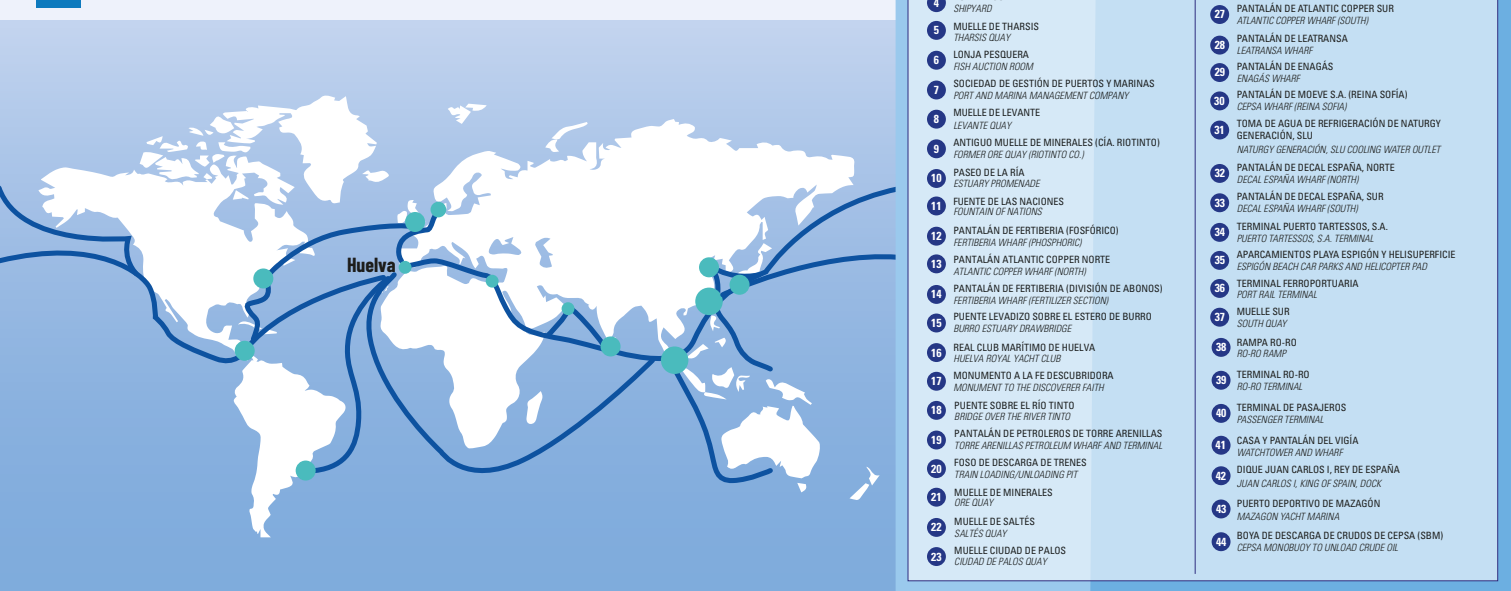 Huelva
4
SHIPYARD
5
MUELLE DE THARSIS
THARSIS QUAY
6
LONJA PESQUERA
FISH AUCTION ROOM
7
SOCIEDAD DE GESTIÓN DE PUERTOS Y MARINAS
PORT AND MARINA MANAGEMENT COMPANY
8
MUELLE DE LEVANTE
LEVANTE QUAY
9
ANTIGUO MUELLE DE MINERALES (CÍA. RIOTINTO)
FORMER ORE QUAY (RIOTINTO CO.)
10
PASEO DE LA RÍA
ESTUARY PROMENADE
11
FUENTE DE LAS NACIONES
FOUNTAIN OF NATIONS
12
PANTALÁN DE FERTIBERIA (FOSFÓRICO)
FERTIBERIA WHARF (PHOSPHORIC)
13
PANTALÁN ATLANTIC COPPER NORTE
ATLANTIC COPPER WHARF (NORTH)
14
PANTALÁN DE FERTIBERIA (DIVISIÓN DE ABONOS)
FERTIBERIA WHARF (FERTILIZER SECTION)
15
PUENTE LEVADIZO SOBRE EL ESTERO DE BURRO
BURRO ESTUARY DRAWBRIDGE
16
REAL CLUB MARÍTIMO DE HUELVA
HUELVA ROYAL YACHT CLUB
17
MONUMENTO A LA FE DESCUBRIDORA
MONUMENT TO THE DISCOVERER FAITH
18
PUENTE SOBRE EL RÍO TINTO
BRIDGE OVER THE RIVER TINTO
19
PANTALÁN DE PETROLEROS DE TORRE ARENILLAS
TORRE ARENILLAS PETROLEUM WHARF AND TERMINAL
20
FOSO DE DESCARGA DE TRENES
TRAIN LOADING/UNLOADING PIT
21
MUELLE DE MINERALES
ORE QUAY
22
MUELLE DE SALTÉS
SALTÉS QUAY
23
MUELLE CIUDAD DE PALOS
CIUDAD DE PALOS QUAY
27
PANTALÁN DE ATLANTIC COPPER SUR
ATLANTIC COPPER WHARF (SOUTH)
28
PANTALÁN DE LEATRANSA
LEATRANSA WHARF
29
PANTALÁN DE ENAGÁS
ENAGÁS WHARF
30
PANTALÁN DE MOEVE S.A. (REINA SOFÍA)
CEPSA WHARF (REINA SOFIA)
31
TOMA DE AGUA DE REFRIGERACIÓN DE NATURGY
GENERACIÓN, SLU
NATURGY GENERACIÓN, SLU COOLING WATER OUTLET
32
PANTALÁN DE DECAL ESPAÑA, NORTE
DECAL ESPAÑA WHARF (NORTH)
33
PANTALÁN DE DECAL ESPAÑA, SUR
DECAL ESPAÑA WHARF (SOUTH)
34
TERMINAL PUERTO TARTESSOS, S.A.
PUERTO TARTESSOS, S.A. TERMINAL
35
APARCAMIENTOS PLAYA ESPIGÓN Y HELISUPERFICIE
ESPIGÓN BEACH CAR PARKS AND HELICOPTER PAD
36
TERMINAL FERROPORTUARIA
PORT RAIL TERMINAL
37
MUELLE SUR
SOUTH QUAY
38
RAMPA RO-RO
RO-RO RAMP
39
TERMINAL RO-RO
RO-RO TERMINAL
40
TERMINAL DE PASAJEROS
PASSENGER TERMINAL
41
CASA Y PANTALÁN DEL VIGÍA
WATCHTOWER AND WHARF
42
DIQUE JUAN CARLOS I, REY DE ESPAÑA
JUAN CARLOS I, KING OF SPAIN, DOCK
43
PUERTO DEPORTIVO DE MAZAGÓN
MAZAGON YACHT MARINA
44
BOYA DE DESCARGA DE CRUDOS DE CEPSA (SBM)
CEPSA MONOBUOY TO UNLOAD CRUDE OIL